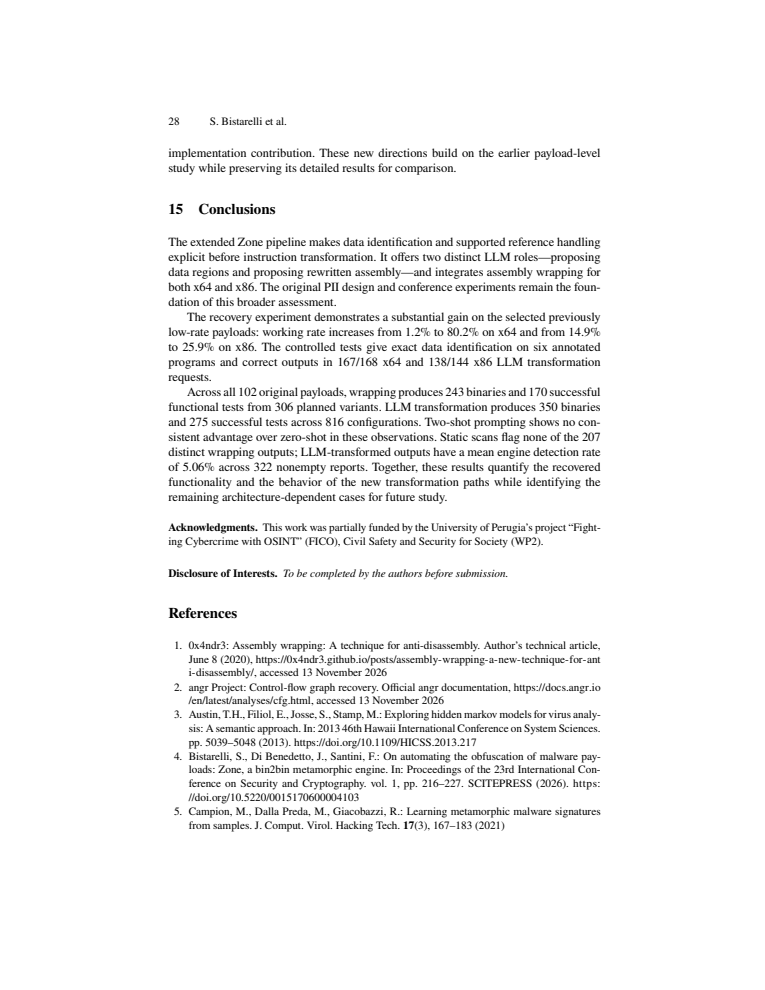 28 S. Bistarelli et al.
implementation contribution. These new directions build on the earlier payload-level
study while preserving its detailed results for comparison.
15 Conclusions
The extended Zone pipeline makes data identification and supported reference handling
explicit before instruction transformation. It offers two distinct LLM roles—proposing
data regions and proposing rewritten assembly—and integrates assembly wrapping for
both x64 and x86. The original PII design and conference experiments remain the foun-
dation of this broader assessment.
The recovery experiment demonstrates a substantial gain on the selected previously
low-rate payloads: working rate increases from 1.2% to 80.2% on x64 and from 14.9%
to 25.9% on x86. The controlled tests give exact data identification on six annotated
programs and correct outputs in 167/168 x64 and 138/144 x86 LLM transformation
requests.
Across all 102 original payloads, wrapping produces 243 binaries and 170 successful
functional tests from 306 planned variants. LLM transformation produces 350 binaries
and 275 successful tests across 816 configurations. Two-shot prompting shows no con-
sistent advantage over zero-shot in these observations. Static scans flag none of the 207
distinct wrapping outputs; LLM-transformed outputs have a mean engine detection rate
of 5.06% across 322 nonempty reports. Together, these results quantify the recovered
functionality and the behavior of the new transformation paths while identifying the
remaining architecture-dependent cases for future study.
Acknowledgments. This work was partially funded by the University of Perugia's project “Fight-
ing Cybercrime with OSINT” (FICO), Civil Safety and Security for Society (WP2).
Disclosure of Interests. To be completed by the authors before submission.
References
1. 0x4ndr3: Assembly wrapping: A technique for anti-disassembly. Author's technical article,
June 8 (2020), https://0x4ndr3.github.io/posts/assembly-wrapping-a-new-technique-for-ant
i-disassembly/, accessed 13 November 2026
2. angr Project: Control-flow graph recovery. Official angr documentation, https://docs.angr.io
/en/latest/analyses/cfg.html, accessed 13 November 2026
3. Austin, T.H., Filiol, E., Josse, S., Stamp, M.: Exploring hidden markov models for virus analy-
sis: A semantic approach. In: 2013 46th Hawaii International Conference on System Sciences.
pp. 5039–5048 (2013). https://doi.org/10.1109/HICSS.2013.217
4. Bistarelli, S., Di Benedetto, J., Santini, F.: On automating the obfuscation of malware pay-
loads: Zone, a bin2bin metamorphic engine. In: Proceedings of the 23rd International Con-
ference on Security and Cryptography. vol. 1, pp. 216–227. SCITEPRESS (2026). https:
//doi.org/10.5220/0015170600004103
5. Campion, M., Dalla Preda, M., Giacobazzi, R.: Learning metamorphic malware signatures
from samples. J. Comput. Virol. Hacking Tech. 17(3), 167–183 (2021)